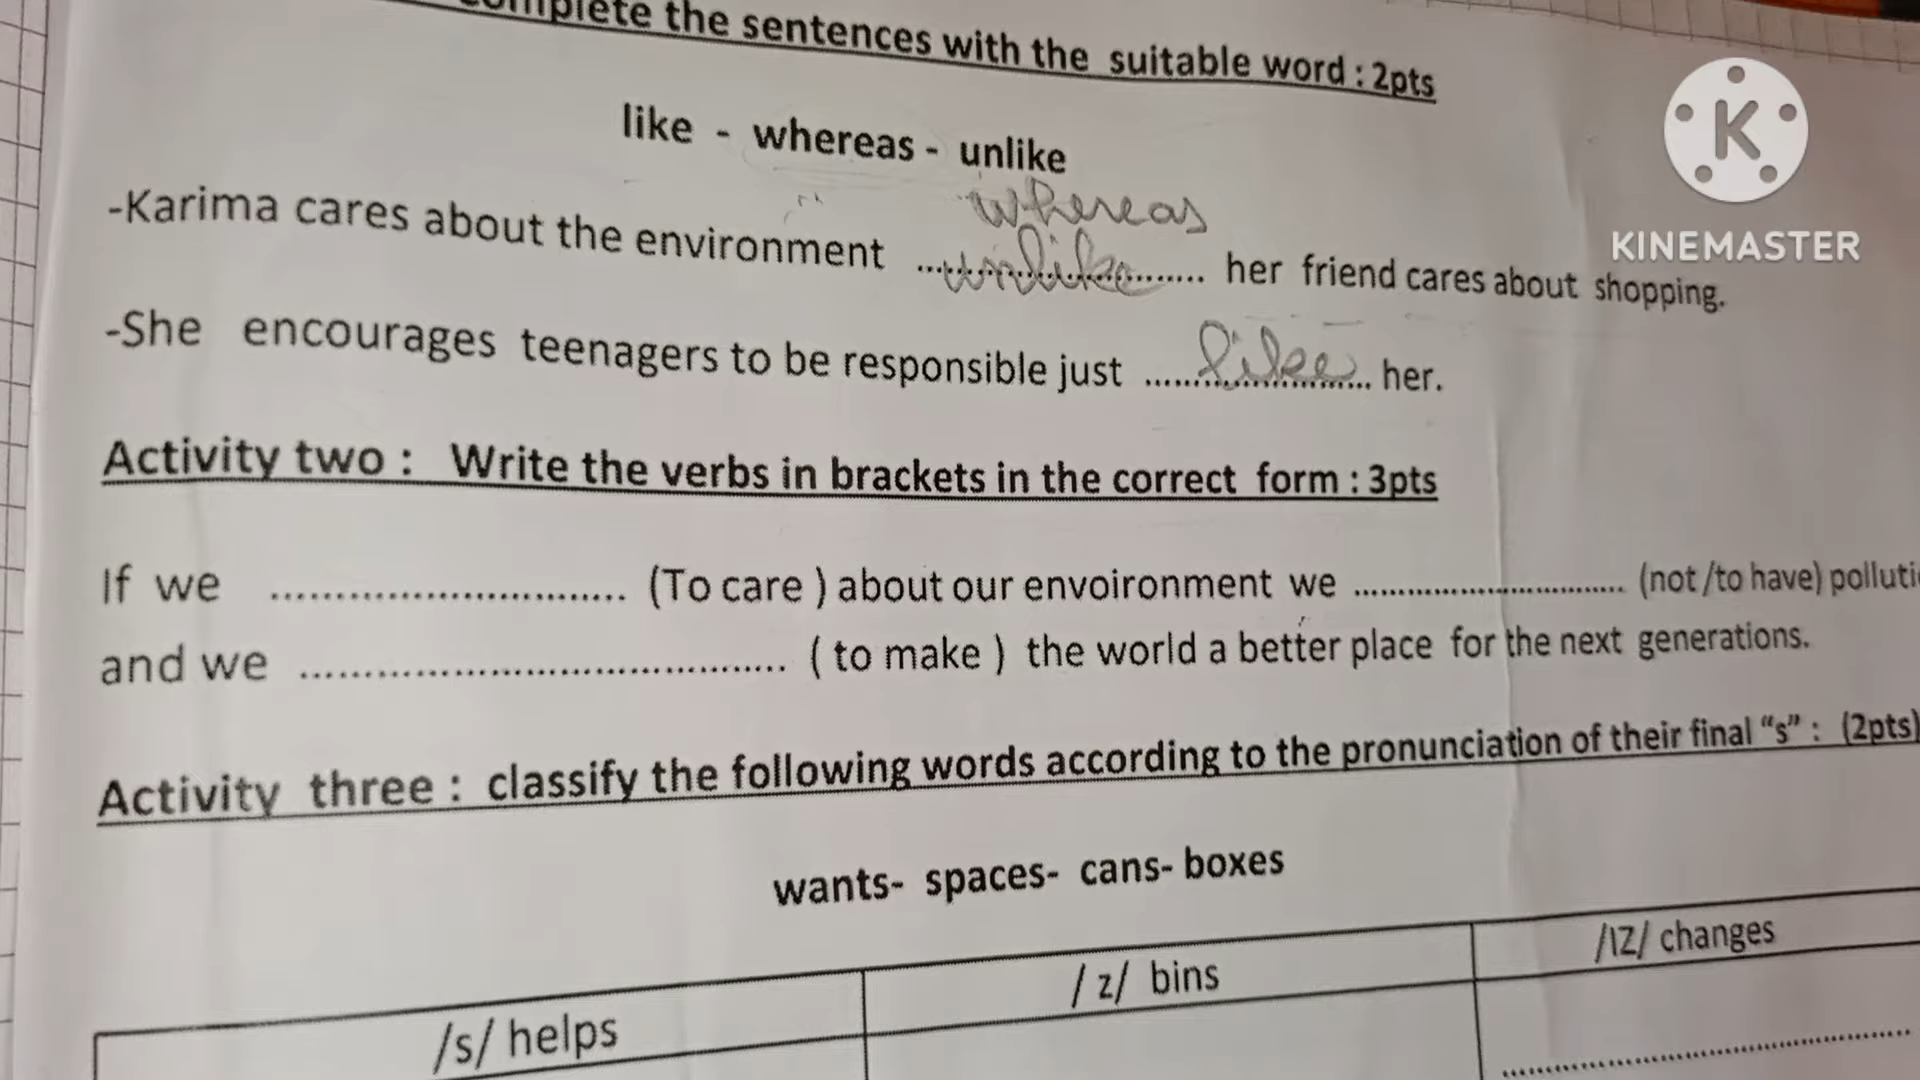 complete the sentences with the suitable word : 2pts
like - whereas - unlike
whereas
-Karima cares about the environment ....unlike.... her friend cares about shopping.
-She encourages teenagers to be responsible just ....like.... her.
Activity two : Write the verbs in brackets in the correct form : 3pts
If we ............................ (To care ) about our envoironment we ............................ (not /to have) polluti
and we ...................................... ( to make ) the world a better place for the next generations.
Activity three : classify the following words according to the pronunciation of their final "s" : (2pts)
wants- spaces- cans- boxes
/s/ helps
/ z/ bins
/IZ/ changes
K
KINEMASTER